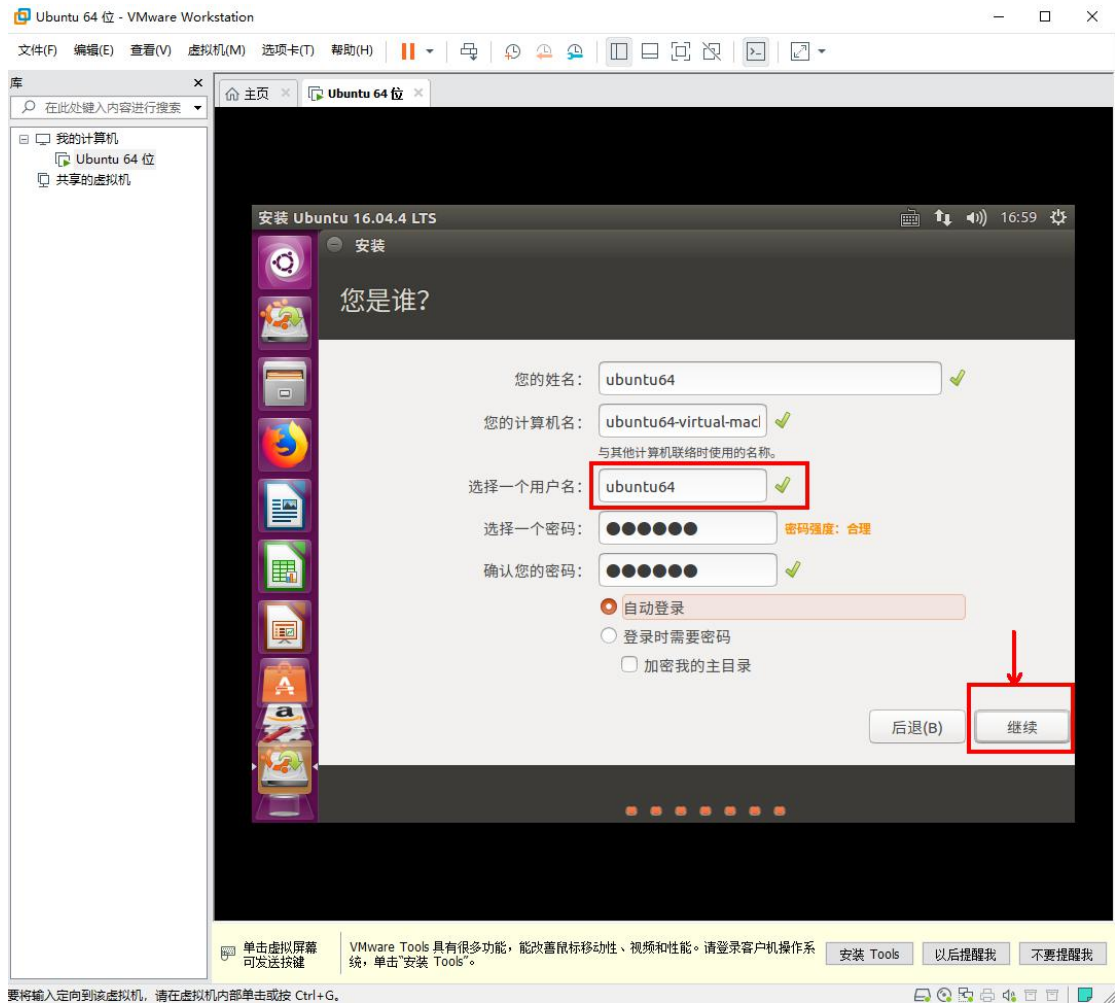 Ubuntu 64 位 - VMware Workstation
文件(F) 编辑(E) 查看(V) 虚拟机(M) 选项卡(T) 帮助(H)
库
在此处键入内容进行搜索
我的计算机
Ubuntu 64 位
共享的虚拟机
主页
Ubuntu 64 位
安装 Ubuntu 16.04.4 LTS
16:59
安装
您是谁?
您的姓名: ubuntu64
您的计算机名: ubuntu64-virtual-macl
与其他计算机联络时使用的名称。
选择一个用户名: ubuntu64
选择一个密码: ●●●●●● 密码强度:合理
确认您的密码: ●●●●●●
自动登录
登录时需要密码
加密我的主目录
后退(B) 继续
单击虚拟屏幕
可发送按键
VMware Tools 具有很多功能,能改善鼠标移动性、视频和性能。请登录客户机操作系
统,单击“安装 Tools”。
安装 Tools 以后提醒我 不要提醒我
要将输入定向到该虚拟机,请在虚拟机内部单击或按 Ctrl+G。